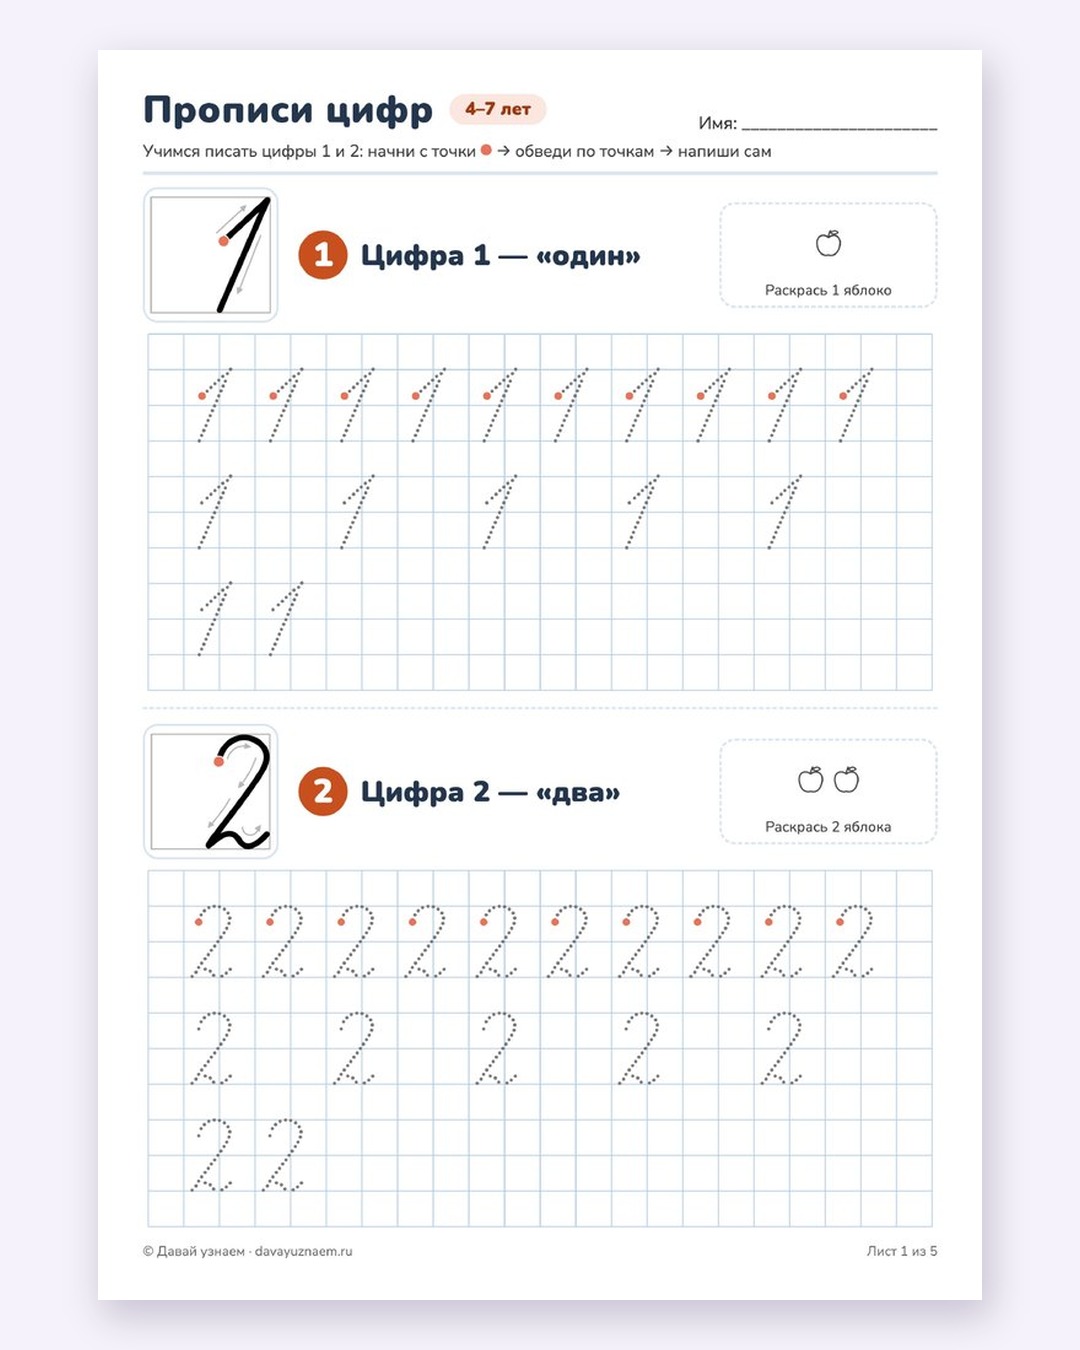 Прописи цифр 4–7 лет
Имя: ______________________
Учимся писать цифры 1 и 2: начни с точки → обведи по точкам → напиши сам
1
1 Цифра 1 — «один»
Раскрась 1 яблоко
1 1 1 1 1 1 1 1 1 1
1 1 1 1 1
1 1
2
2 Цифра 2 — «два»
Раскрась 2 яблока
2 2 2 2 2 2 2 2 2 2
2 2 2 2 2
2 2
© Давай узнаем · davayuznaem.ru
Лист 1 из 5